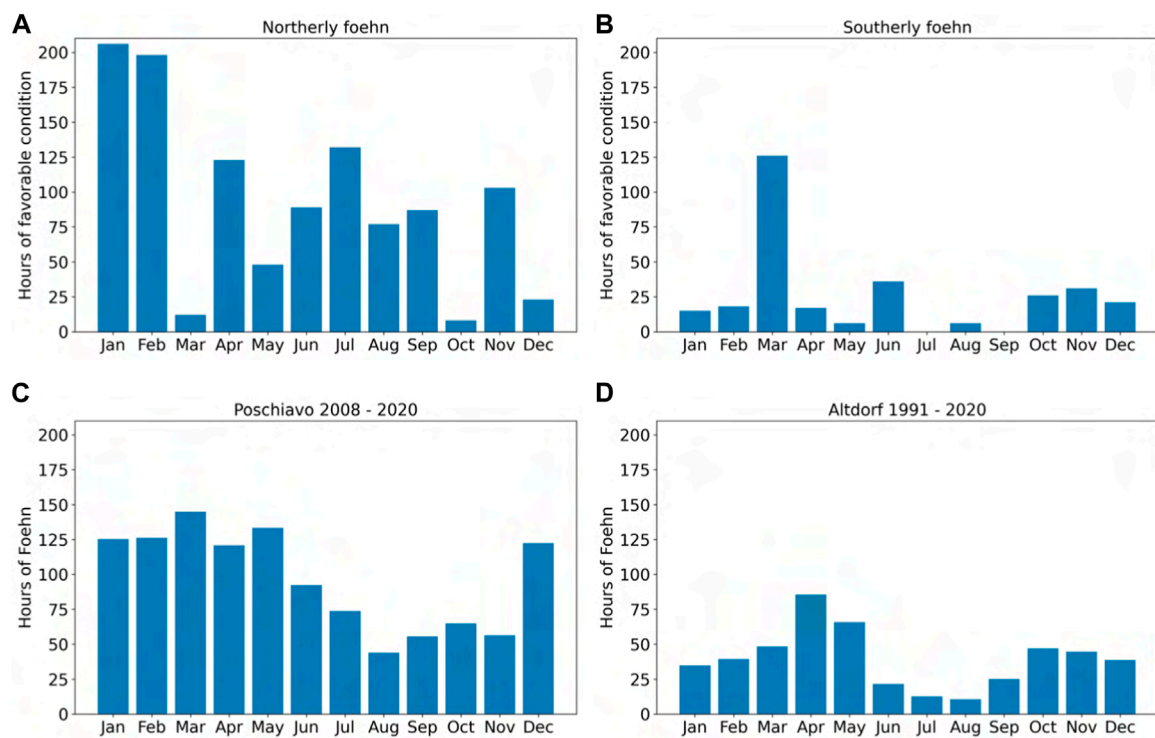 A
Northerly foehn
Hours of favorable condition
200
175
150
125
100
75
50
25
0
Jan Feb Mar Apr May Jun Jul Aug Sep Oct Nov Dec
B
Southerly foehn
Hours of favorable condition
200
175
150
125
100
75
50
25
0
Jan Feb Mar Apr May Jun Jul Aug Sep Oct Nov Dec
C
Poschiavo 2008 - 2020
Hours of Foehn
200
175
150
125
100
75
50
25
0
Jan Feb Mar Apr May Jun Jul Aug Sep Oct Nov Dec
D
Altdorf 1991 - 2020
Hours of Foehn
200
175
150
125
100
75
50
25
0
Jan Feb Mar Apr May Jun Jul Aug Sep Oct Nov Dec